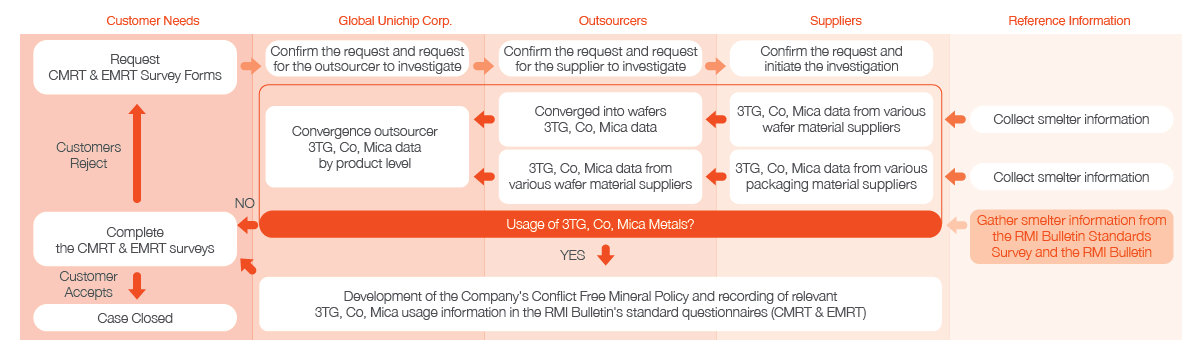 Customer Needs
Global Unichip Corp.
Outsourcers
Suppliers
Reference Information
Request
CMRT & EMRT Survey Forms
Confirm the request and request
for the outsourcer to investigate
Confirm the request and request
for the supplier to investigate
Confirm the request and
initiate the investigation
Convergence outsourcer
3TG, Co, Mica data
by product level
Converged into wafers
3TG, Co, Mica data
3TG, Co, Mica data from various
wafer material suppliers
Collect smelter information
3TG, Co, Mica data from
various wafer material suppliers
3TG, Co, Mica data from various
packaging material suppliers
Collect smelter information
Customers
Reject
NO
Usage of 3TG, Co, Mica Metals?
Gather smelter information from
the RMI Bulletin Standards
Survey and the RMI Bulletin
Complete
the CMRT & EMRT surveys
YES
Customer
Accepts
Case Closed
Development of the Company's Conflict Free Mineral Policy and recording of relevant
3TG, Co, Mica usage information in the RMI Bulletin's standard questionnaires (CMRT & EMRT)